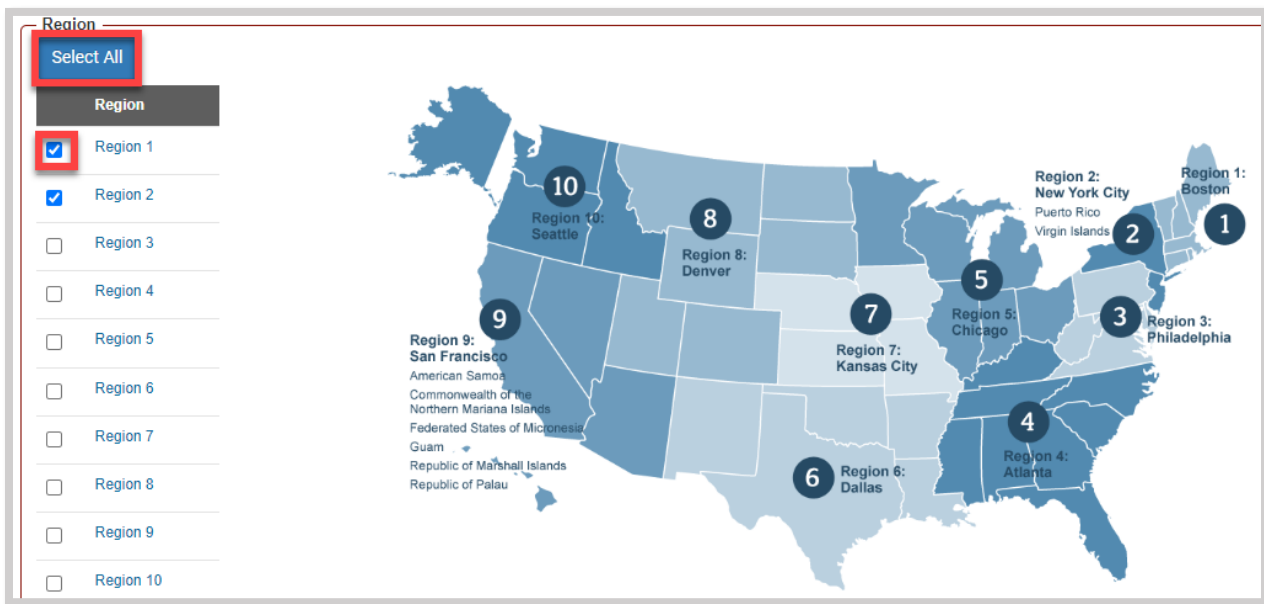 Region
Select All
Region
Region 1
Region 2
Region 3
Region 4
Region 5
Region 6
Region 7
Region 8
Region 9
Region 10
10
Region 10:
Seattle
8
Region 8:
Denver
Region 2:
New York City
Puerto Rico
Virgin Islands
2
Region 1:
Boston
1
9
Region 9:
San Francisco
American Samoa
Commonwealth of the
Northern Mariana Islands
Federated States of Micronesia
Guam
Republic of Marshall Islands
Republic of Palau
7
Region 7:
Kansas City
5
Region 5:
Chicago
3
Region 3:
Philadelphia
4
Region 4:
Atlanta
6
Region 6:
Dallas